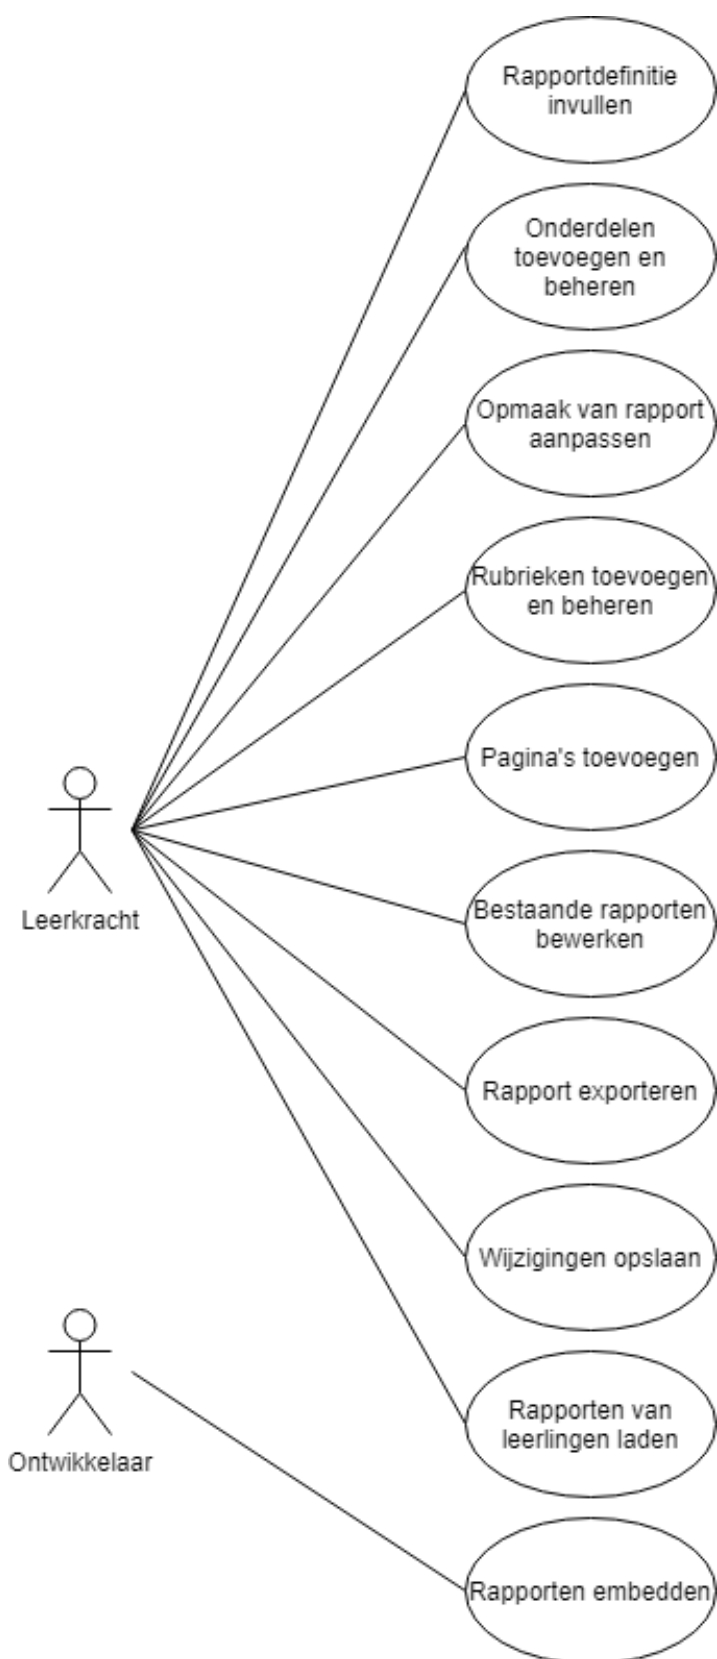 Rapportdefinitie
invullen
Onderdelen
toevoegen en
beheren
Opmaak van rapport
aanpassen
Rubrieken toevoegen
en beheren
Pagina's toevoegen
Leerkracht
Bestaande rapporten
bewerken
Rapport exporteren
Wijzigingen opslaan
Rapporten van
leerlingen laden
Ontwikkelaar
Rapporten embedden